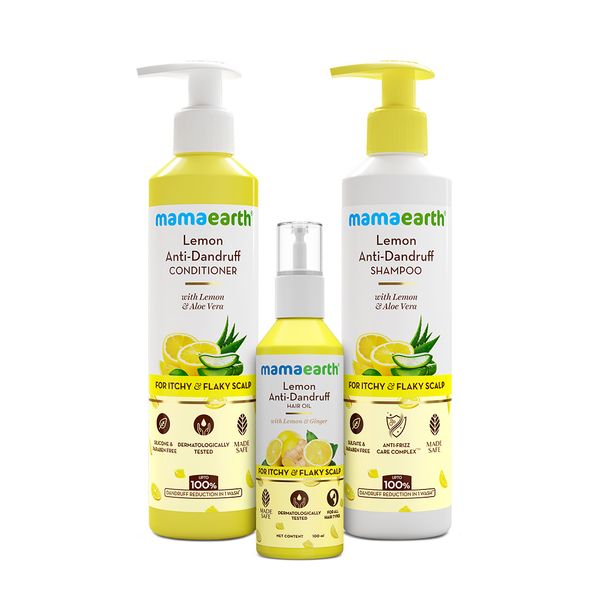 mamaearth®
Lemon
Anti-Dandruff
CONDITIONER
with Lemon
& Aloe Vera
FOR ITCHY & FLAKY SCALP
SILICONE &
PARABEN FREE
DERMATOLOGICALLY
TESTED
MADE
SAFE
UPTO
100%
DANDRUFF REDUCTION IN 1 WASH*
mamaearth®
Lemon
Anti-Dandruff
HAIR OIL
with Lemon & Ginger
FOR ITCHY & FLAKY SCALP
MADE
SAFE
DERMATOLOGICALLY
TESTED
FOR ALL
HAIR TYPES
NET CONTENT 100 ml
mamaearth®
Lemon
Anti-Dandruff
SHAMPOO
with Lemon
& Aloe Vera
FOR ITCHY & FLAKY SCALP
SULFATE &
PARABEN FREE
ANTI-FRIZZ
CARE COMPLEX™
MADE
SAFE
UPTO
100%
DANDRUFF REDUCTION IN 1 WASH*